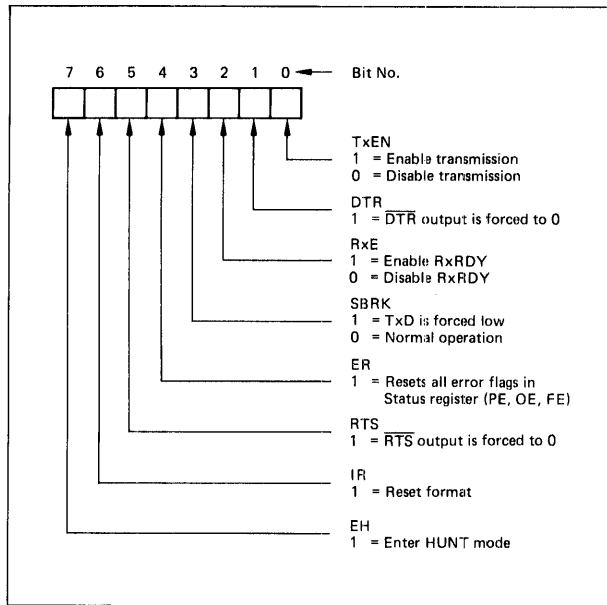 7 6 5 4 3 2 1 0 Bit No.
TxEN
1 = Enable transmission
0 = Disable transmission
DTR
1 = DTR output is forced to 0
RxE
1 = Enable RxRDY
0 = Disable RxRDY
SBRK
1 = TxD is forced low
0 = Normal operation
ER
1 = Resets all error flags in
Status register (PE, OE, FE)
RTS
1 = RTS output is forced to 0
IR
1 = Reset format
EH
1 = Enter HUNT mode